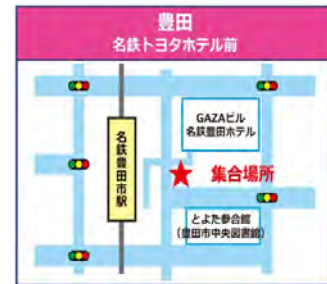 豊田
名鉄トヨタホテル前
GAZAビル
名鉄豊田ホテル
名鉄豊田市駅
集合場所
とよた参合館
(豊田市中央図書館)